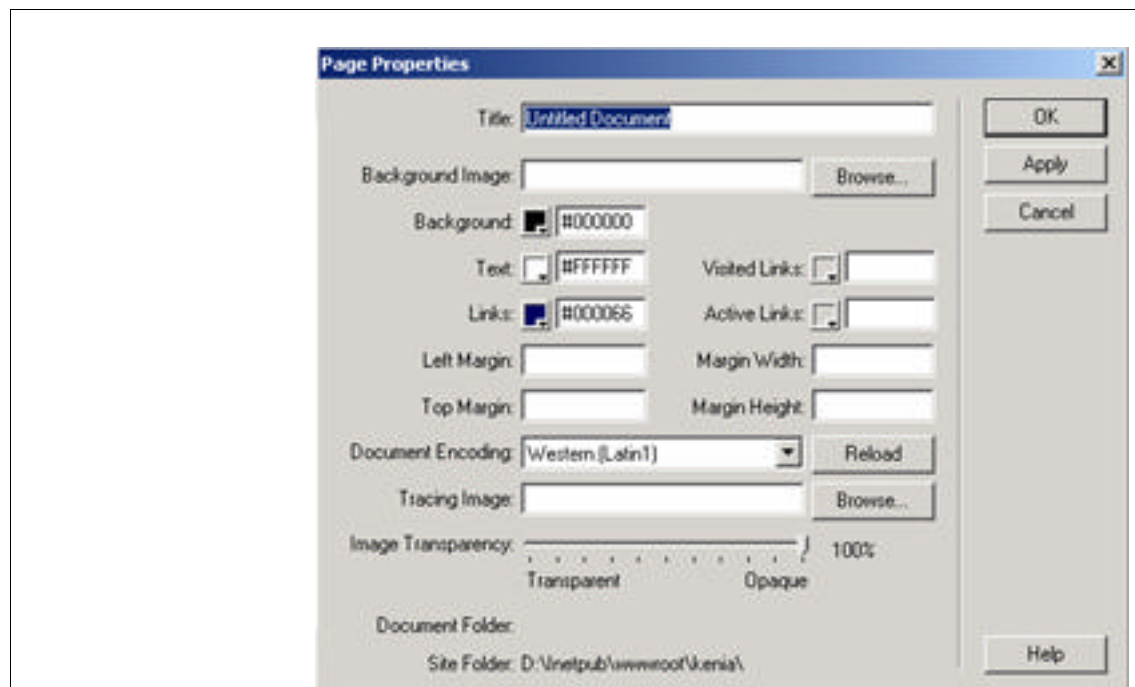 Page Properties
Title: Untitled Document
OK
Background Image:
Browse...
Apply
Background: #000000
Cancel
Text: #FFFFFF
Visited Links:
Links: #000066
Active Links:
Left Margin:
Margin Width:
Top Margin:
Margin Height:
Document Encoding: Western (Latin1)
Reload
Tracing Image:
Browse...
Image Transparency:
100%
Transparent
Opaque
Document Folder:
Site Folder: D:\Inetpub\wwwroot\kenia\
Help